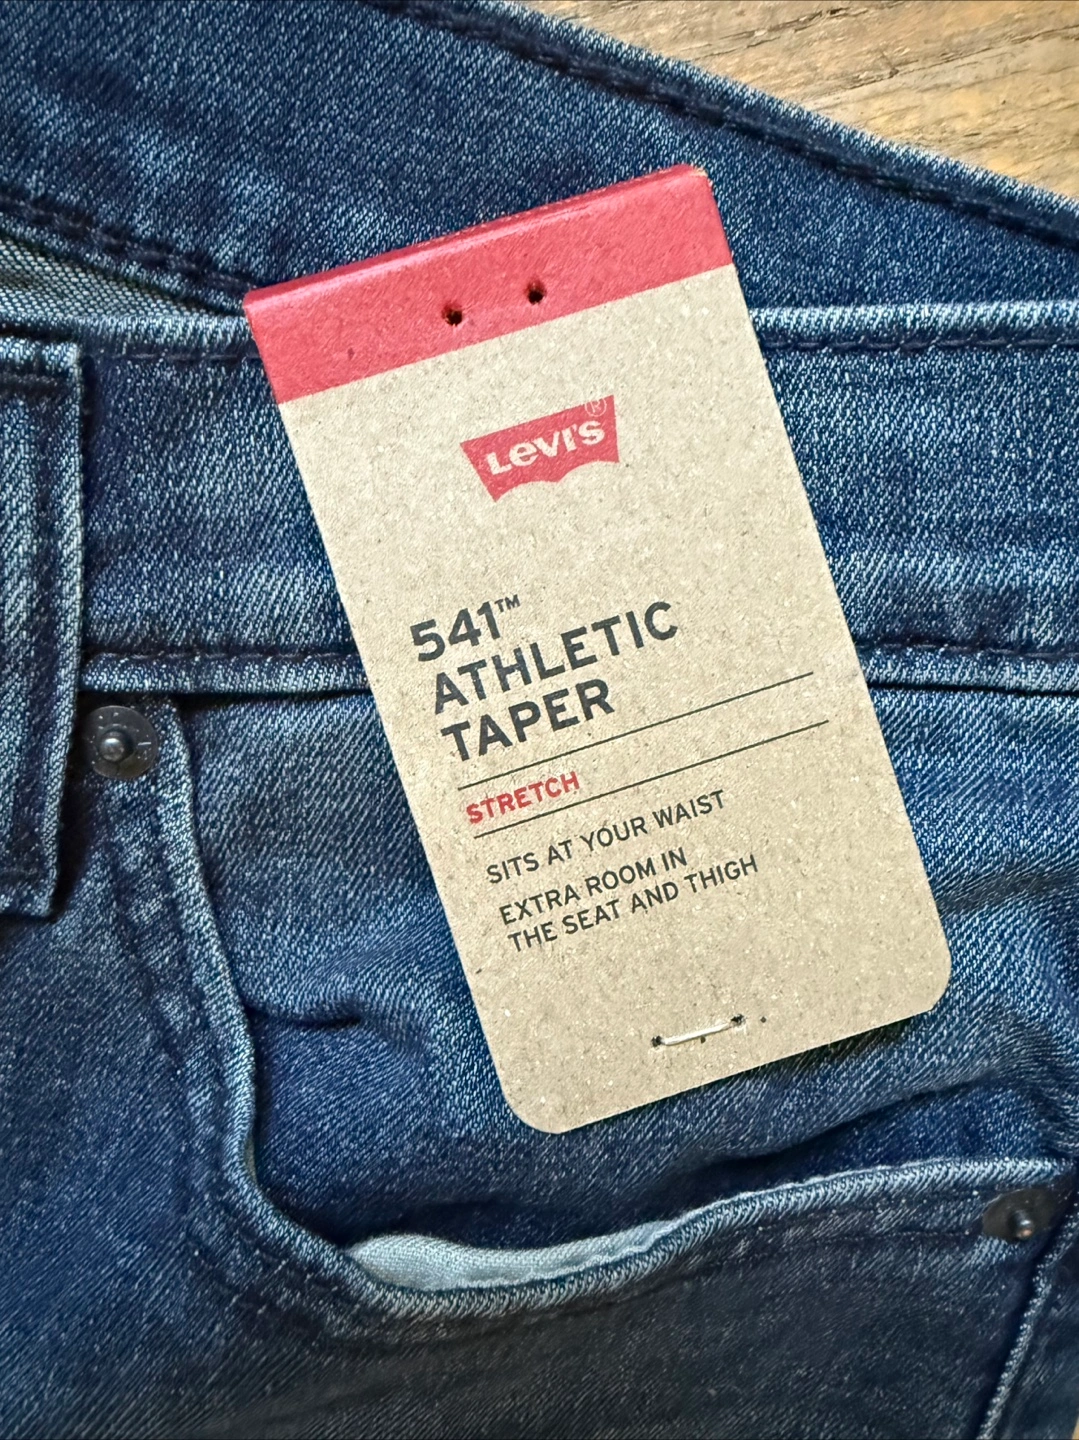 Levi's®
541™
ATHLETIC
TAPER
STRETCH
SITS AT YOUR WAIST
EXTRA ROOM IN
THE SEAT AND THIGH